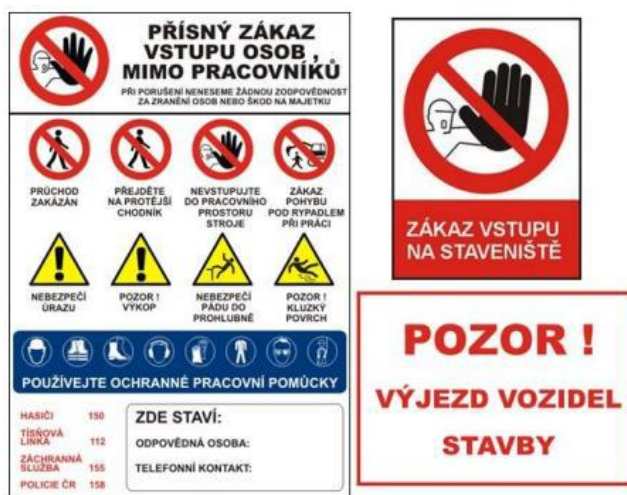 PŘÍSNÝ ZÁKAZ
VSTUPU OSOB ,
MIMO PRACOVNÍKŮ
PŘI PORUŠENÍ NENESEME ŽÁDNOU ZODPOVĚDNOST
ZA ZRANĚNÍ OSOB NEBO ŠKOD NA MAJETKU
PRŮCHOD
ZAKÁZÁN
PŘEJDĚTE
NA PROTĚJŠÍ
CHODNÍK
NEVSTUPUJTE
DO PRACOVNÍHO
PROSTORU
STROJE
ZÁKAZ
POHYBU
POD RYPADLEM
PŘI PRÁCI
NEBEZPEČÍ
ÚRAZU
POZOR !
VÝKOP
NEBEZPEČÍ
PÁDU DO
PROHLUBNĚ
POZOR !
KLUZKÝ
POVRCH
POUŽÍVEJTE OCHRANNÉ PRACOVNÍ POMŮCKY
HASIČI 150
TÍSŇOVÁ
LINKA 112
ZÁCHRANNÁ
SLUŽBA 155
POLICIE ČR 158
ZDE STAVÍ:
ODPOVĚDNÁ OSOBA:
TELEFONNÍ KONTAKT:
ZÁKAZ VSTUPU
NA STAVENIŠTĚ
POZOR !
VÝJEZD VOZIDEL
STAVBY